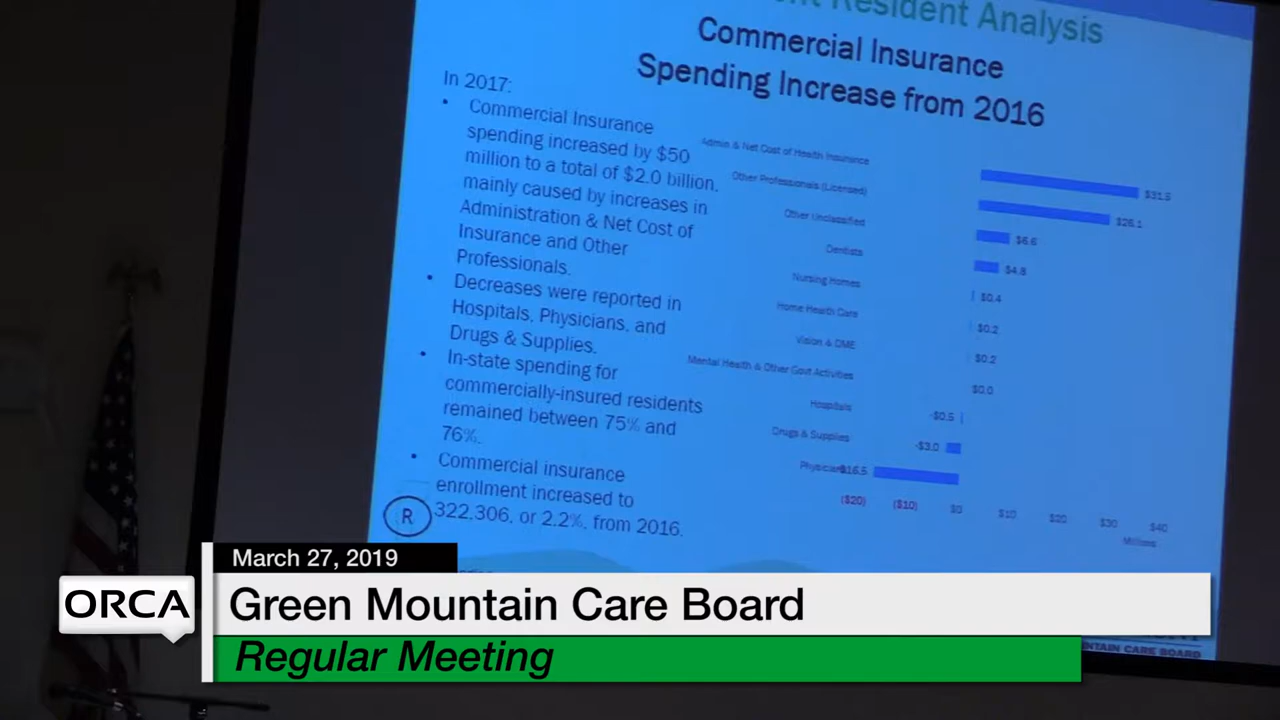 nt Resident Analysis
Commercial Insurance
Spending Increase from 2016
In 2017:
• Commercial Insurance
spending increased by $50
million to a total of $2.0 billion,
mainly caused by increases in
Administration & Net Cost of
Insurance and Other
Professionals.
• Decreases were reported in
Hospitals, Physicians, and
Drugs & Supplies.
• In-state spending for
commercially-insured residents
remained between 75% and
76%.
• Commercial insurance
enrollment increased to
322,306, or 2.2%, from 2016.
R
Admin & Net Cost of Health Insurance
$31.5
Other Professionals (Licensed)
$26.1
Other Unclassified
$6.6
Dentists
$4.8
Nursing Homes
$0.4
Home Health Care
$0.2
Vision & DME
$0.2
Mental Health & Other Govt Activities
$0.0
Hospitals
-$0.5
Drugs & Supplies
-$3.0
Physicians
-$16.5
($20) ($10) $0 $10 $20 $30 $40
Millions
March 27, 2019
ORCA
Green Mountain Care Board
Regular Meeting
NTAIN CARE BOARD